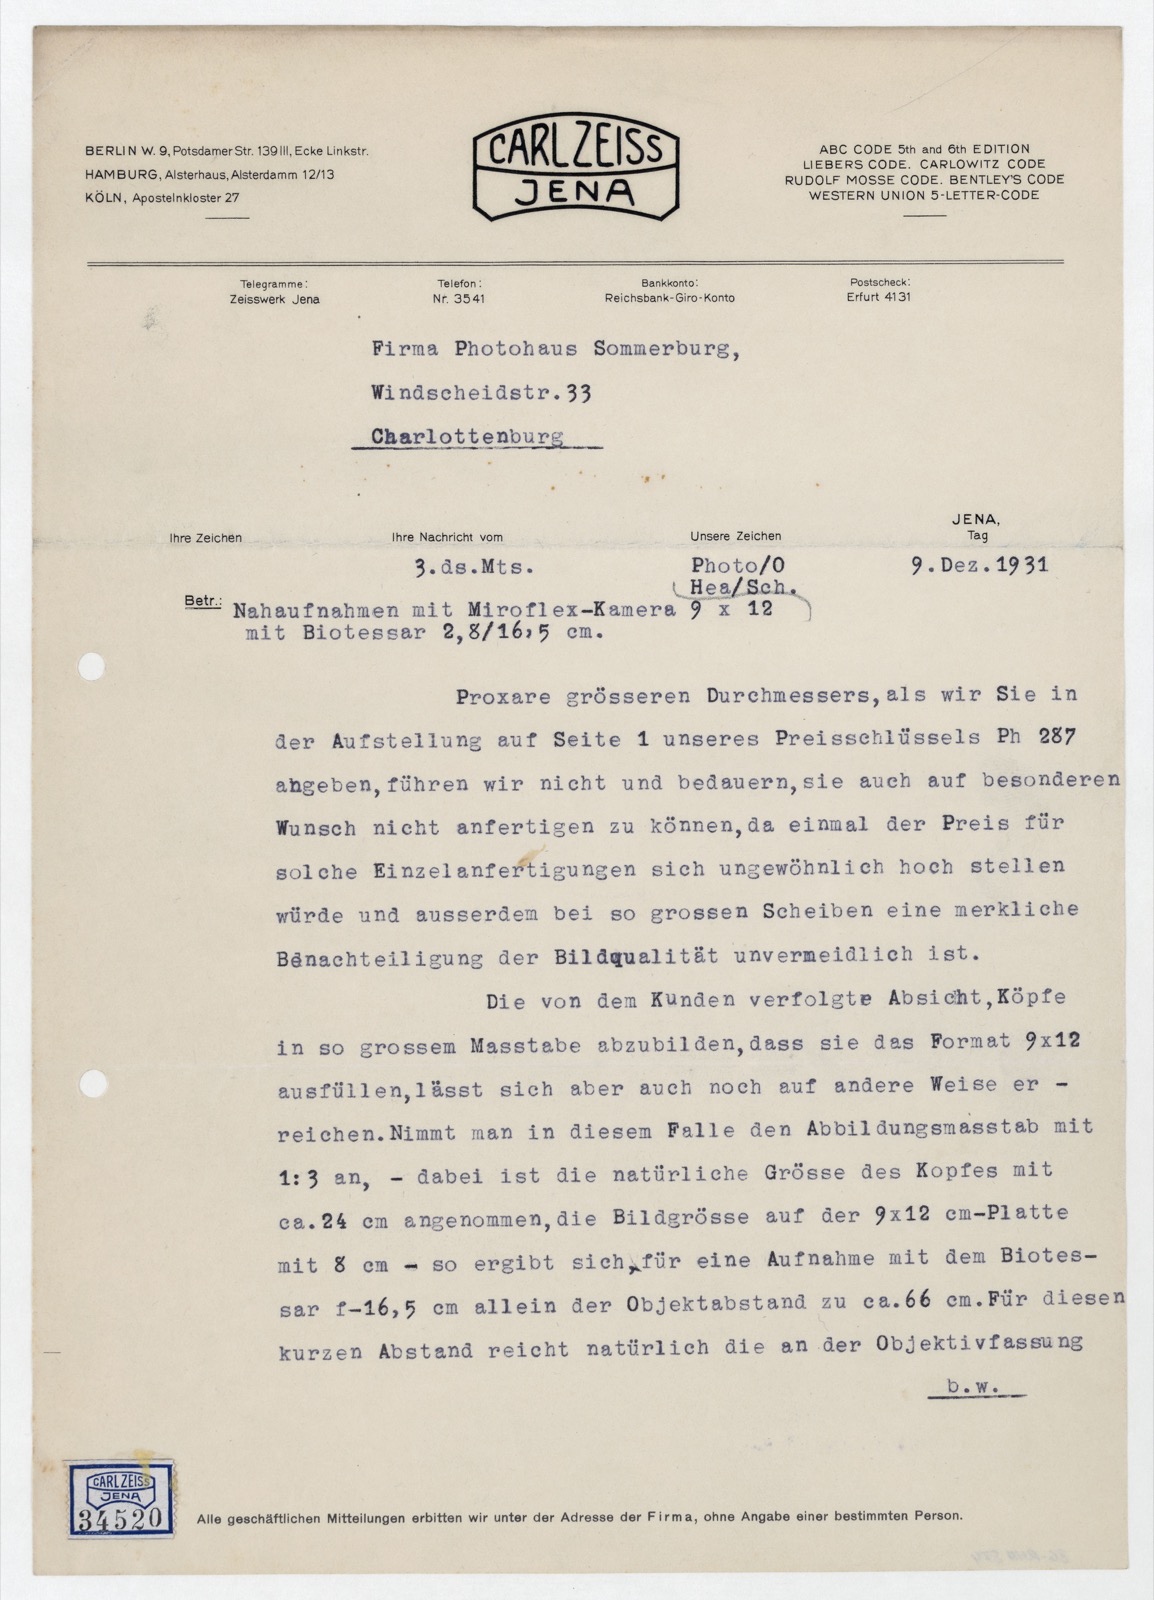 BERLIN W. 9, Potsdamer Str. 139 III, Ecke Linkstr.
HAMBURG, Alsterhaus, Alsterdamm 12/13
KÖLN, Apostelnkloster 27
CARL ZEISS
JENA
ABC CODE 5th and 6th EDITION
LIEBERS CODE. CARLOWITZ CODE
RUDOLF MOSSE CODE. BENTLEY'S CODE
WESTERN UNION 5-LETTER-CODE
Telegramme:
Zeisswerk Jena
Telefon:
Nr. 3541
Bankkonto:
Reichsbank-Giro-Konto
Postscheck:
Erfurt 4131
Firma Photohaus Sommerburg,
Windscheidstr.33
Charlottenburg
Ihre Zeichen
Ihre Nachricht vom
3.ds.Mts.
Unsere Zeichen
Photo/O
Hea/Sch.
JENA,
Tag
9.Dez.1931
Betr.: Nahaufnahmen mit Miroflex-Kamera 9 x 12
mit Biotessar 2,8/16,5 cm.
Proxare grösseren Durchmessers,als wir Sie in
der Aufstellung auf Seite 1 unseres Preisschlüssels Ph 287
angeben,führen wir nicht und bedauern,sie auch auf besonderen
Wunsch nicht anfertigen zu können,da einmal der Preis für
solche Einzelanfertigungen sich ungewöhnlich hoch stellen
würde und ausserdem bei so grossen Scheiben eine merkliche
Benachteiligung der Bildqualität unvermeidlich ist.
Die von dem Kunden verfolgte Absicht,Köpfe
in so grossem Masstabe abzubilden,dass sie das Format 9x12
ausfüllen,lässt sich aber auch noch auf andere Weise er -
reichen.Nimmt man in diesem Falle den Abbildungsmasstab mit
1:3 an, - dabei ist die natürliche Grösse des Kopfes mit
ca.24 cm angenommen,die Bildgrösse auf der 9x12 cm-Platte
mit 8 cm - so ergibt sich für eine Aufnahme mit dem Biotes-
sar f-16,5 cm allein der Objektabstand zu ca.66 cm.Für diesen
kurzen Abstand reicht natürlich die an der Objektivfassung
b.w.
CARL ZEISS
JENA
34520
Alle geschäftlichen Mitteilungen erbitten wir unter der Adresse der Firma, ohne Angabe einer bestimmten Person.